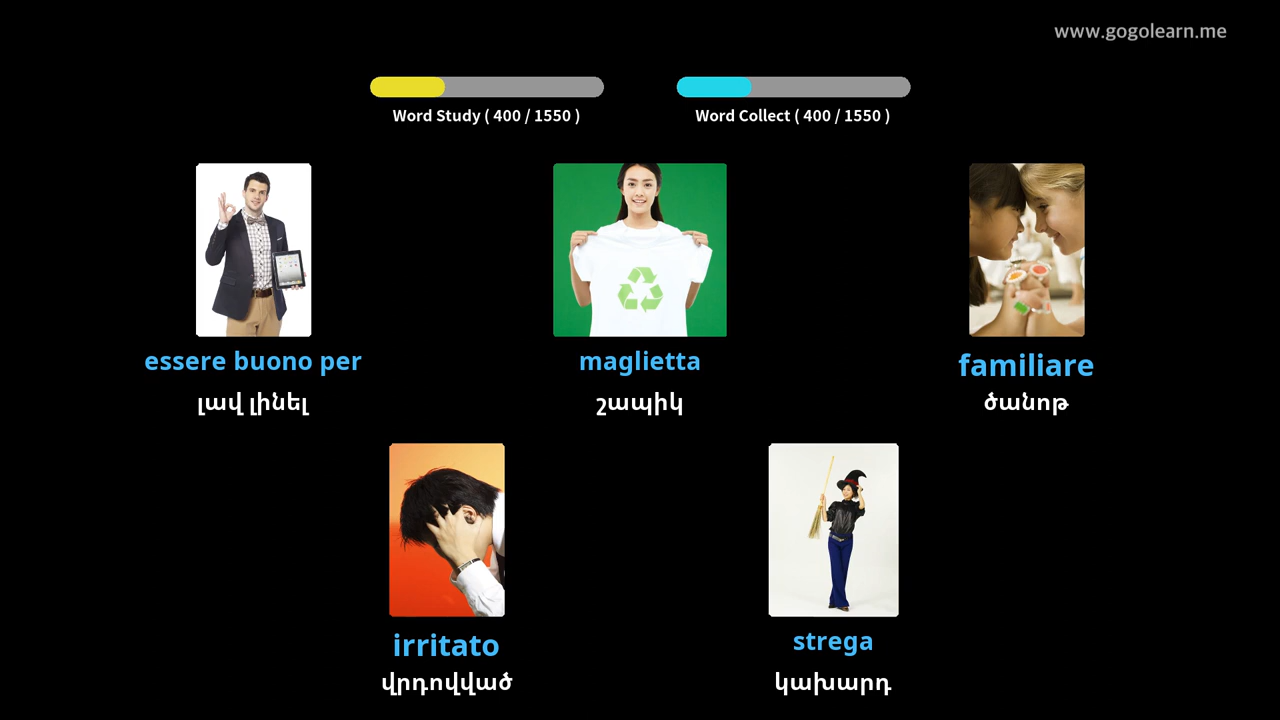 www.gogolearn.me
Word Study ( 400 / 1550 )
Word Collect ( 400 / 1550 )
essere buono per
maglietta
familiare
լավ լինել
շապիկ
ծանոթ
irritato
strega
վրդովված
կախարդ